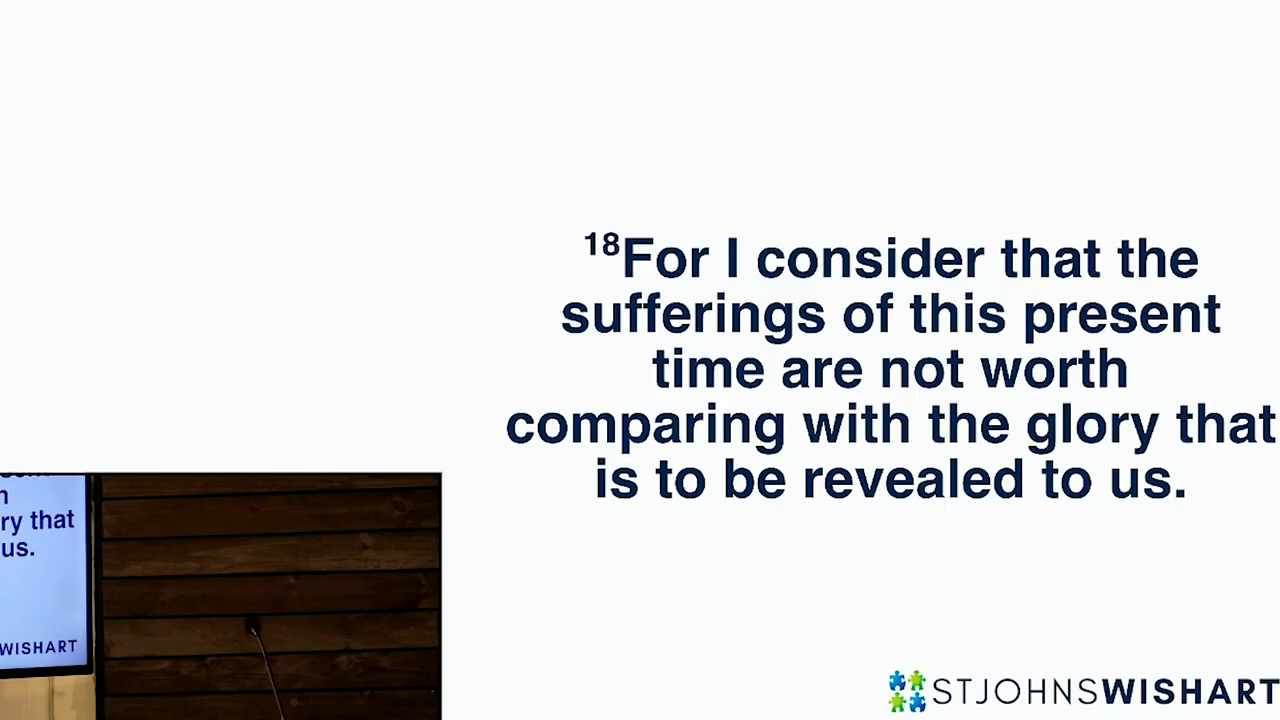 ¹⁸For I consider that the
sufferings of this present
time are not worth
comparing with the glory that
is to be revealed to us.
ry that
us.
WISHART
STJOHNSWISHART